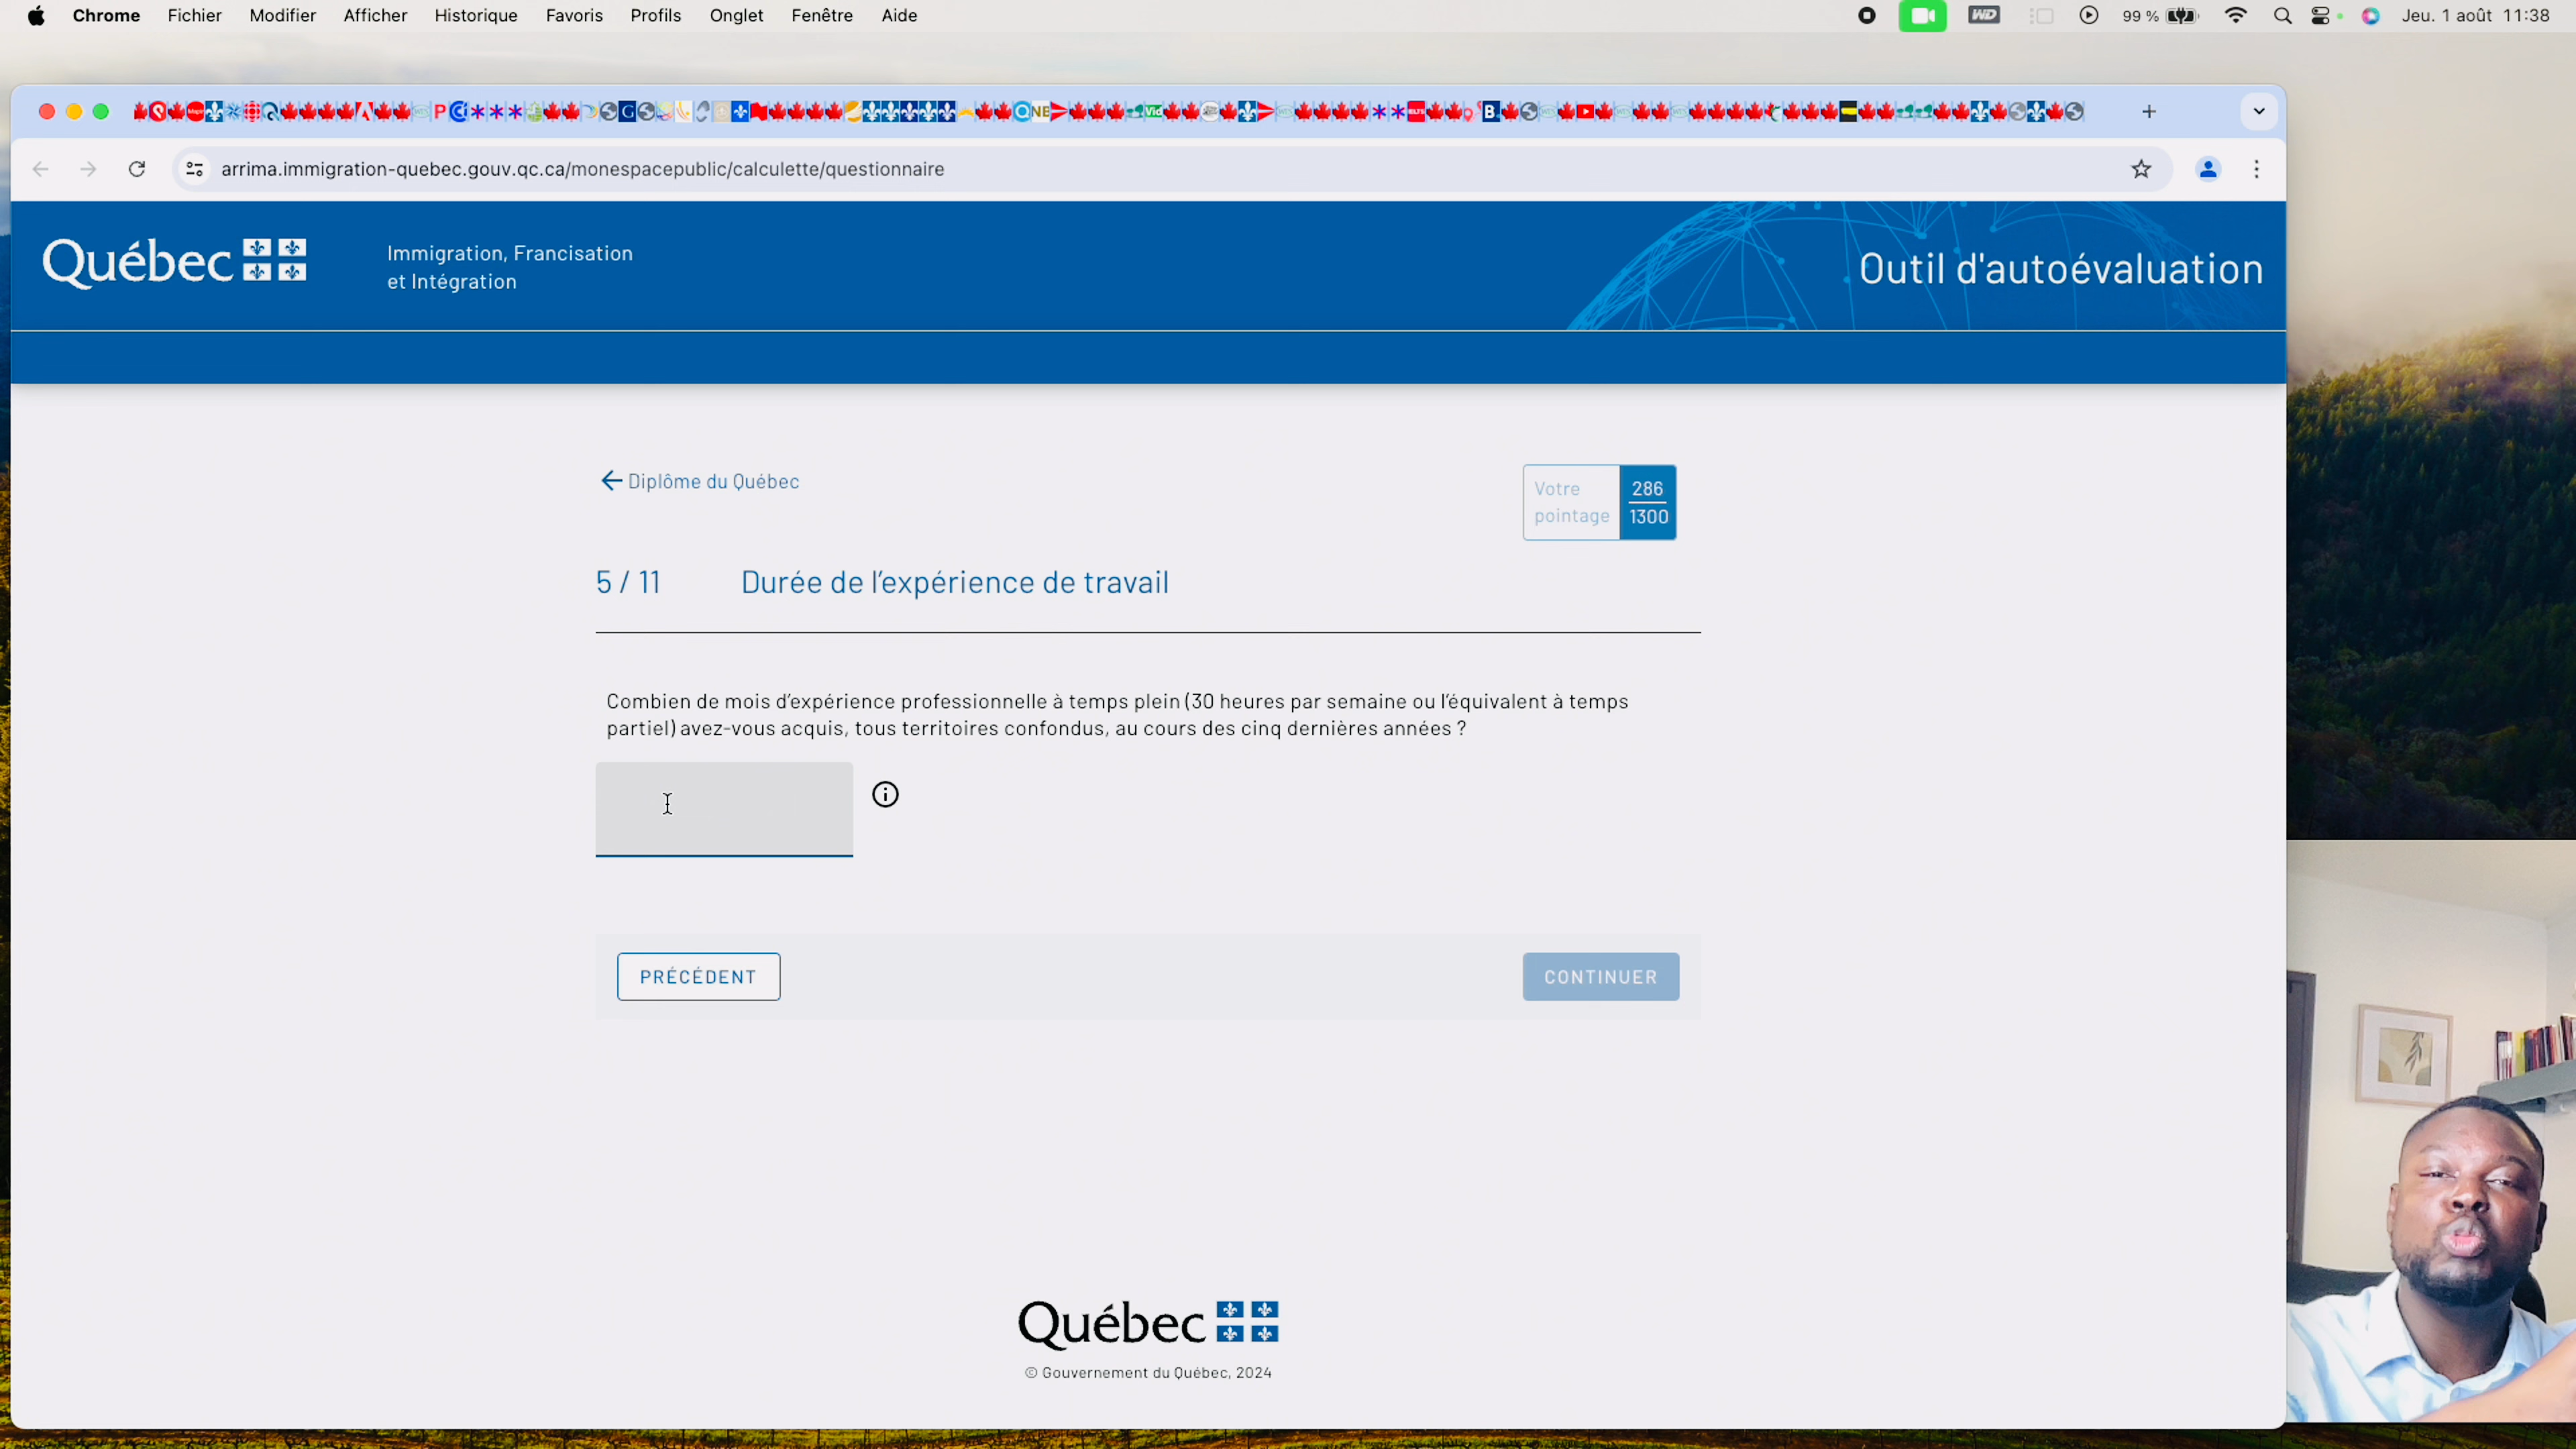 Chrome Fichier Modifier Afficher Historique Favoris Profils Onglet Fenêtre Aide
WD 99 % Jeu. 1 août 11:38
arrima.immigration-quebec.gouv.qc.ca/monespacepublic/calculette/questionnaire
Québec
Immigration, Francisation
et Intégration
Outil d'autoévaluation
Diplôme du Québec
Votre
pointage
286
1300
5 / 11 Durée de l’expérience de travail
Combien de mois d’expérience professionnelle à temps plein (30 heures par semaine ou l’équivalent à temps
partiel) avez-vous acquis, tous territoires confondus, au cours des cinq dernières années ?
PRÉCÉDENT
CONTINUER
Québec
© Gouvernement du Québec, 2024